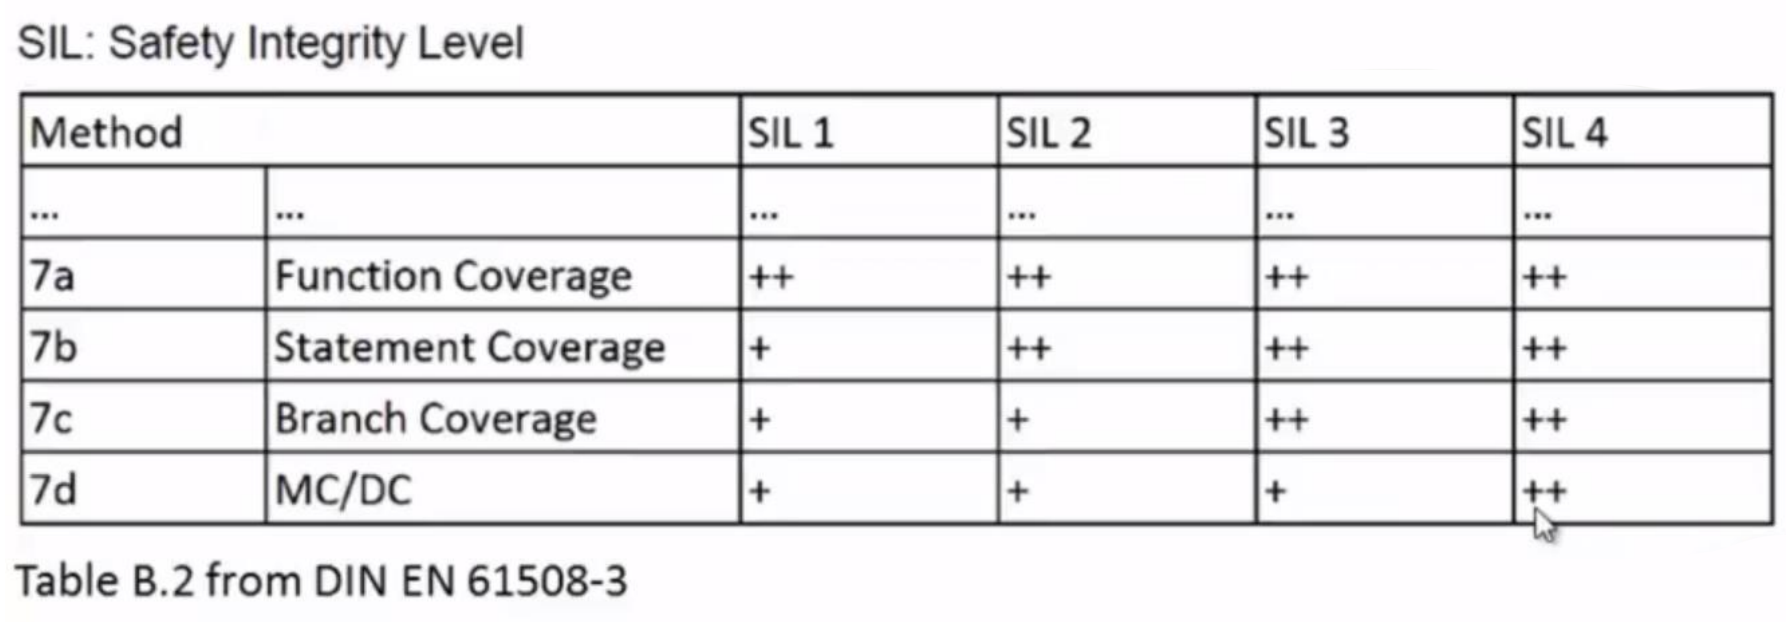 SIL: Safety Integrity Level
Method SIL 1 SIL 2 SIL 3 SIL 4
... ... ... ... ... ...
7a Function Coverage ++ ++ ++ ++
7b Statement Coverage + ++ ++ ++
7c Branch Coverage + + ++ ++
7d MC/DC + + + ++
Table B.2 from DIN EN 61508-3